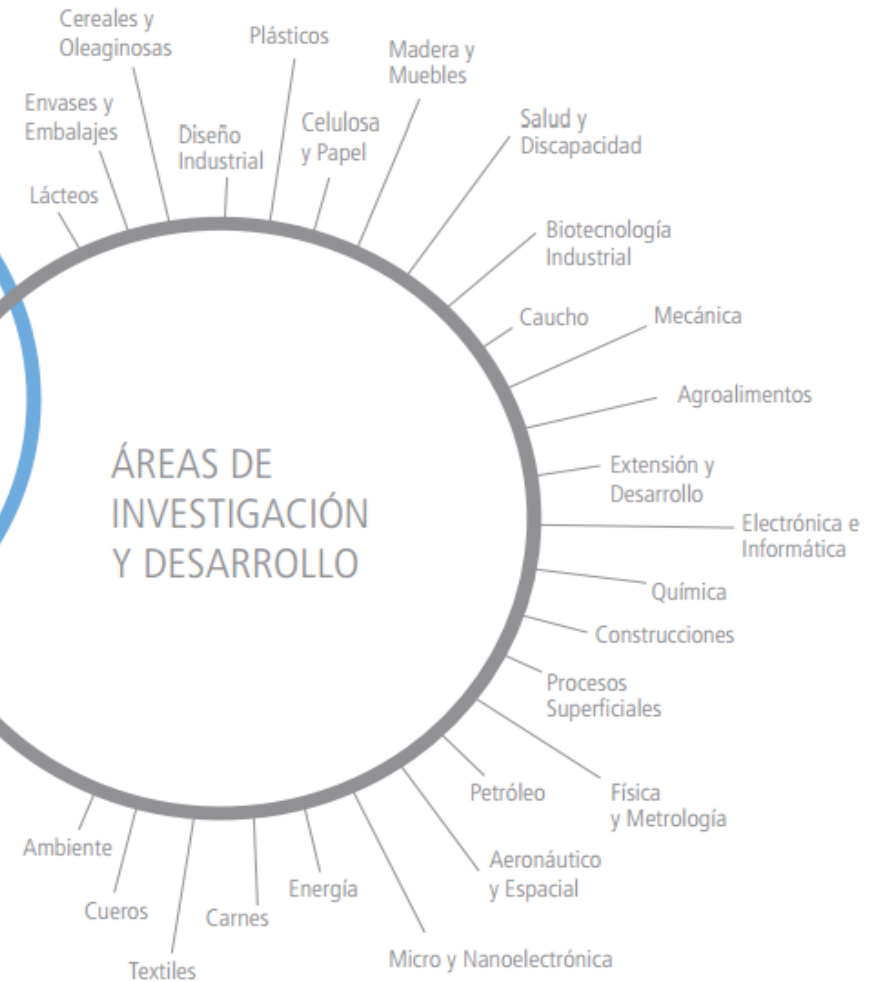 Cereales y
Oleaginosas
Plásticos
Madera y
Muebles
Envases y
Embalajes
Diseño
Industrial
Celulosa
y Papel
Salud y
Discapacidad
Lácteos
Biotecnología
Industrial
Caucho
Mecánica
Agroalimentos
ÁREAS DE
INVESTIGACIÓN
Y DESARROLLO
Extensión y
Desarrollo
Electrónica e
Informática
Química
Construcciones
Procesos
Superficiales
Petróleo
Física
y Metrología
Ambiente
Aeronáutico
y Espacial
Energía
Cueros
Carnes
Micro y Nanoelectrónica
Textiles